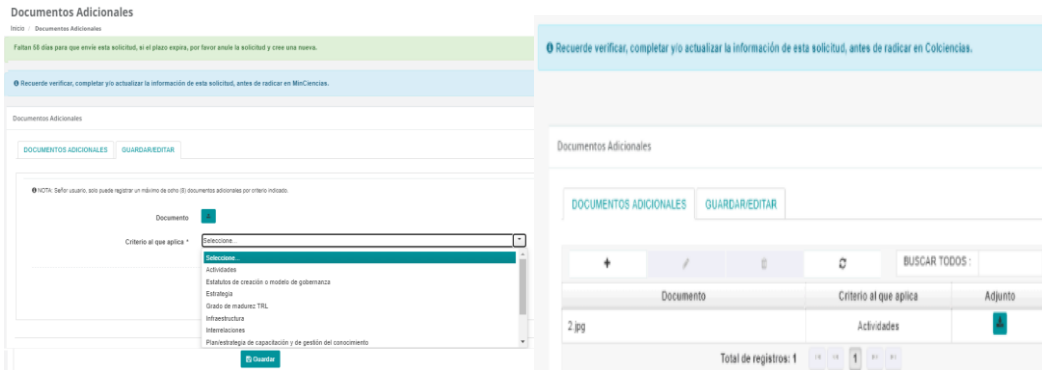 Documentos Adicionales
Inicio / Documentos Adicionales
Faltan 58 días para que envíe esta solicitud, si el plazo expira, por favor anule la solicitud y cree una nueva.
Recuerde verificar, completar y/o actualizar la información de esta solicitud, antes de radicar en MinCiencias.
Documentos Adicionales
DOCUMENTOS ADICIONALES GUARDAR/EDITAR
NOTA: Señor usuario, solo puede registrar un máximo de ocho (8) documentos adicionales por criterio indicado.
Documento
Criterio al que aplica * Seleccione...
Seleccione...
Actividades
Estatutos de creación o modelo de gobernanza
Estrategia
Grado de madurez TRL
Infraestructura
Interrelaciones
Plan/estrategia de capacitación y de gestión del conocimiento
Guardar
Recuerde verificar, completar y/o actualizar la información de esta solicitud, antes de radicar en Colciencias.
Documentos Adicionales
DOCUMENTOS ADICIONALES GUARDAR/EDITAR
BUSCAR TODOS :
Documento Criterio al que aplica Adjunto
2.jpg Actividades
Total de registros: 1 1